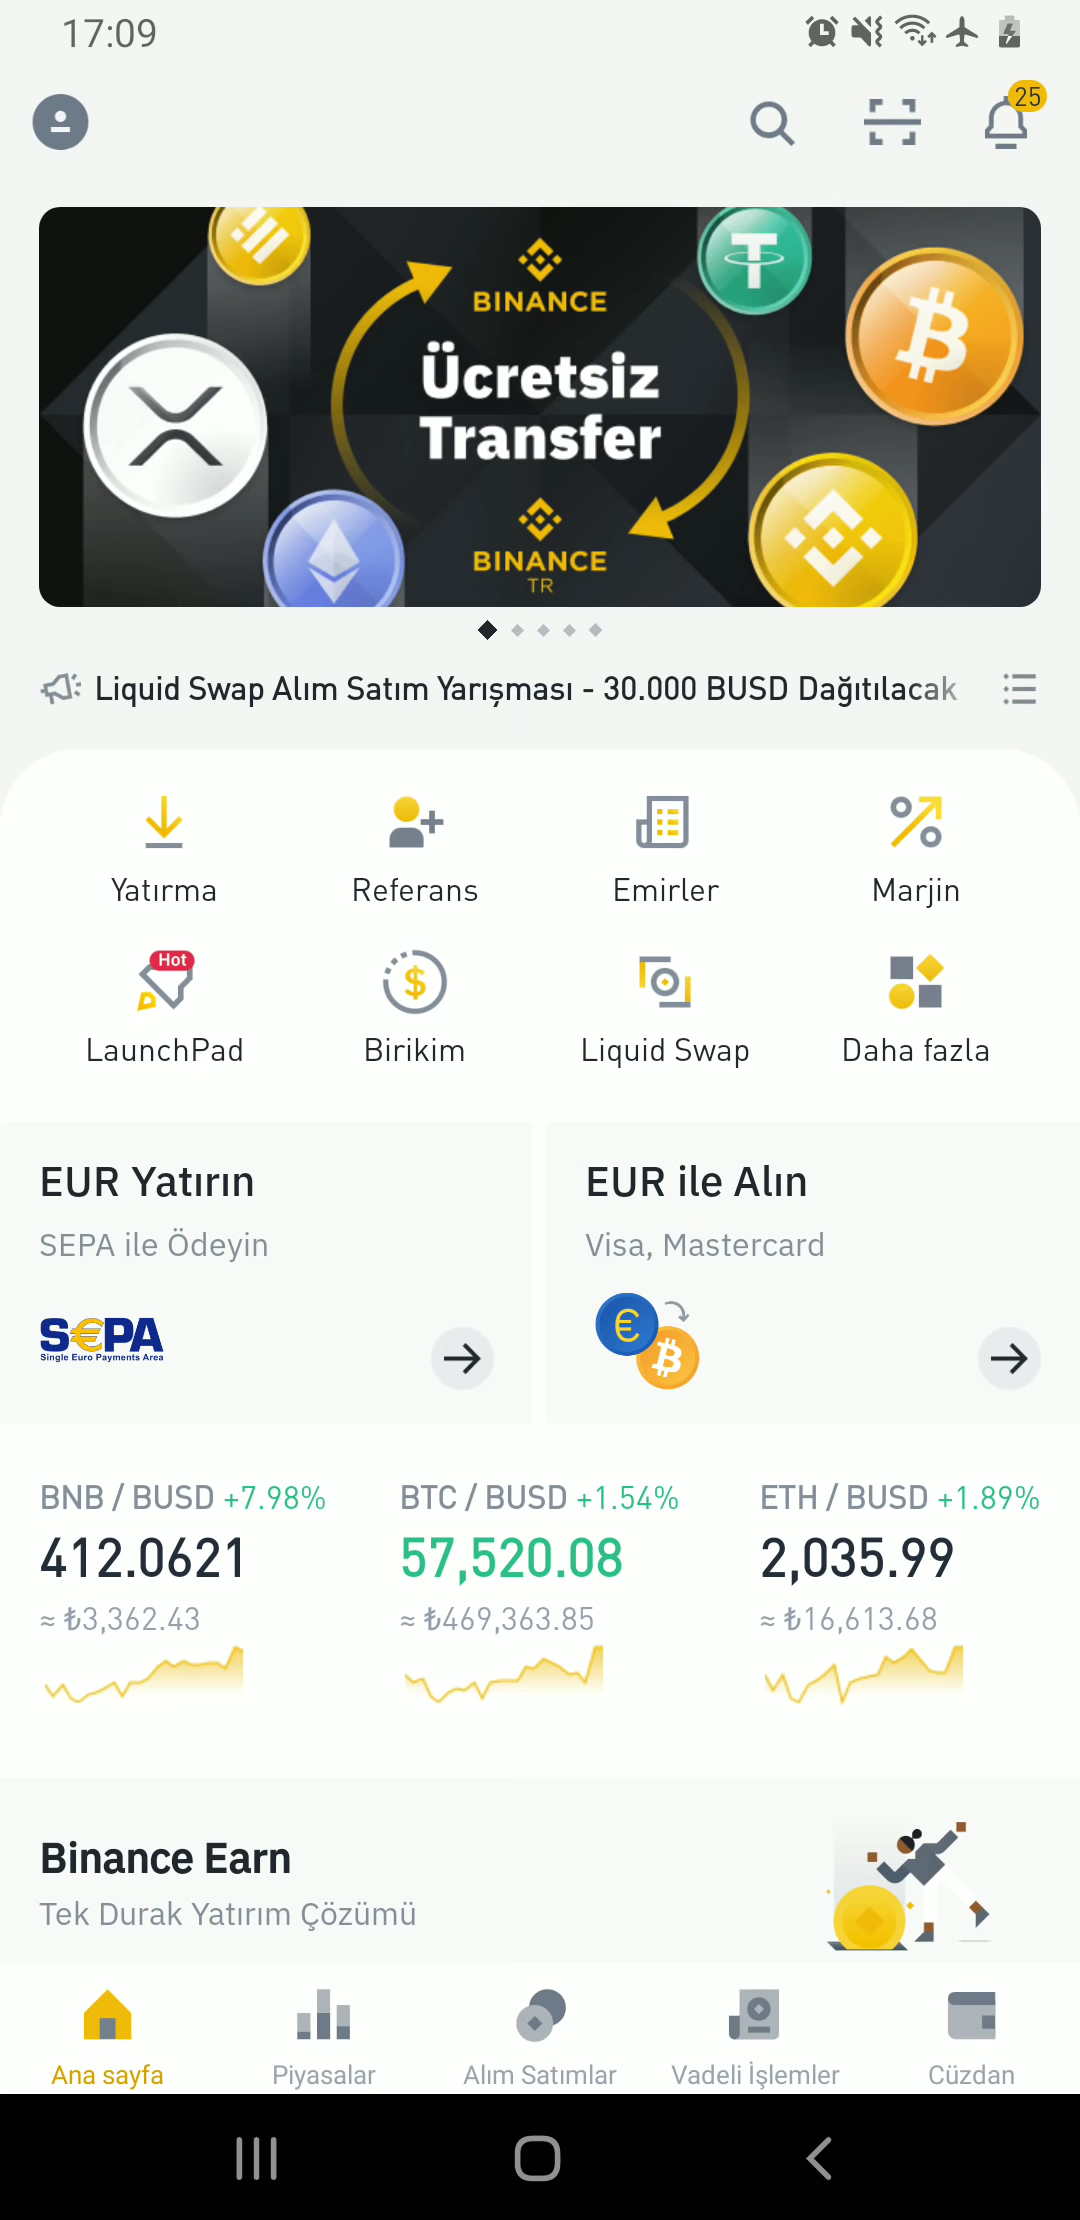 17:09
25
BINANCE
Ücretsiz
Transfer
BINANCE
TR
Liquid Swap Alım Satım Yarışması - 30.000 BUSD Dağıtılacak
Yatırma
Referans
Emirler
Marjin
Hot
LaunchPad
Birikim
Liquid Swap
Daha fazla
EUR Yatırın
SEPA ile Ödeyin
S€PA
Single Euro Payments Area
EUR ile Alın
Visa, Mastercard
BNB / BUSD +7.98%
412.0621
≈ ₺3,362.43
BTC / BUSD +1.54%
57,520.08
≈ ₺469,363.85
ETH / BUSD +1.89%
2,035.99
≈ ₺16,613.68
Binance Earn
Tek Durak Yatırım Çözümü
Ana sayfa
Piyasalar
Alım Satımlar
Vadeli İşlemler
Cüzdan